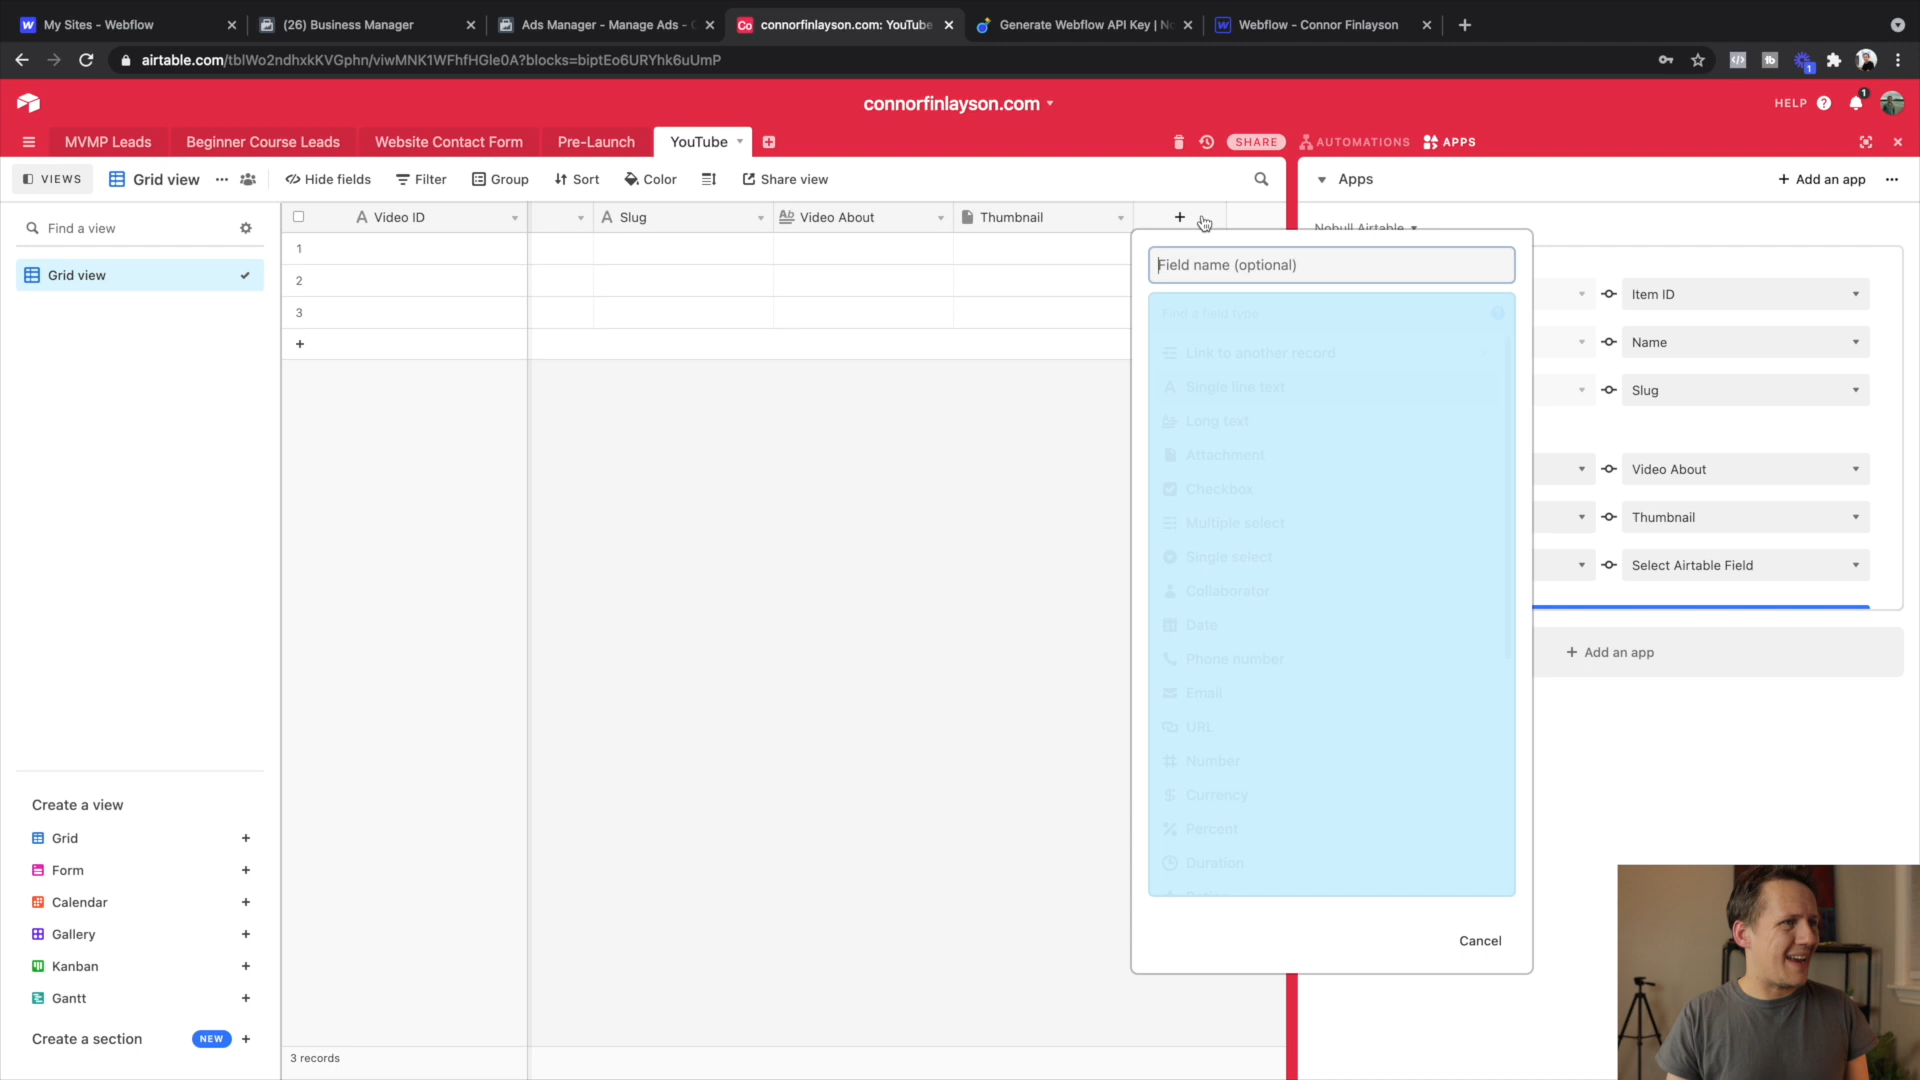 My Sites - Webflow
(26) Business Manager
Ads Manager - Manage Ads -
connorfinlayson.com: YouTube
Generate Webflow API Key |
Webflow - Connor Finlayson
airtable.com/tblWo2ndhxkKVGphn/viwMNK1WFhfHGle0A?blocks=biptEo6URYhk6uUmP
connorfinlayson.com
HELP
1
MVMP Leads
Beginner Course Leads
Website Contact Form
Pre-Launch
YouTube
SHARE
AUTOMATIONS
APPS
VIEWS
Grid view
Hide fields
Filter
Group
Sort
Color
Share view
Apps
+ Add an app
Find a view
Video ID
Slug
Video About
Thumbnail
Nobull Airtable
Grid view
1
2
3
Field name (optional)
Find a field type
Link to another record
Single line text
Long text
Attachment
Checkbox
Multiple select
Single select
Collaborator
Date
Phone number
Email
URL
Number
Currency
Percent
Duration
Cancel
Item ID
Name
Slug
Video About
Thumbnail
Select Airtable Field
+ Add an app
Create a view
Grid
Form
Calendar
Gallery
Kanban
Gantt
Create a section
NEW
3 records